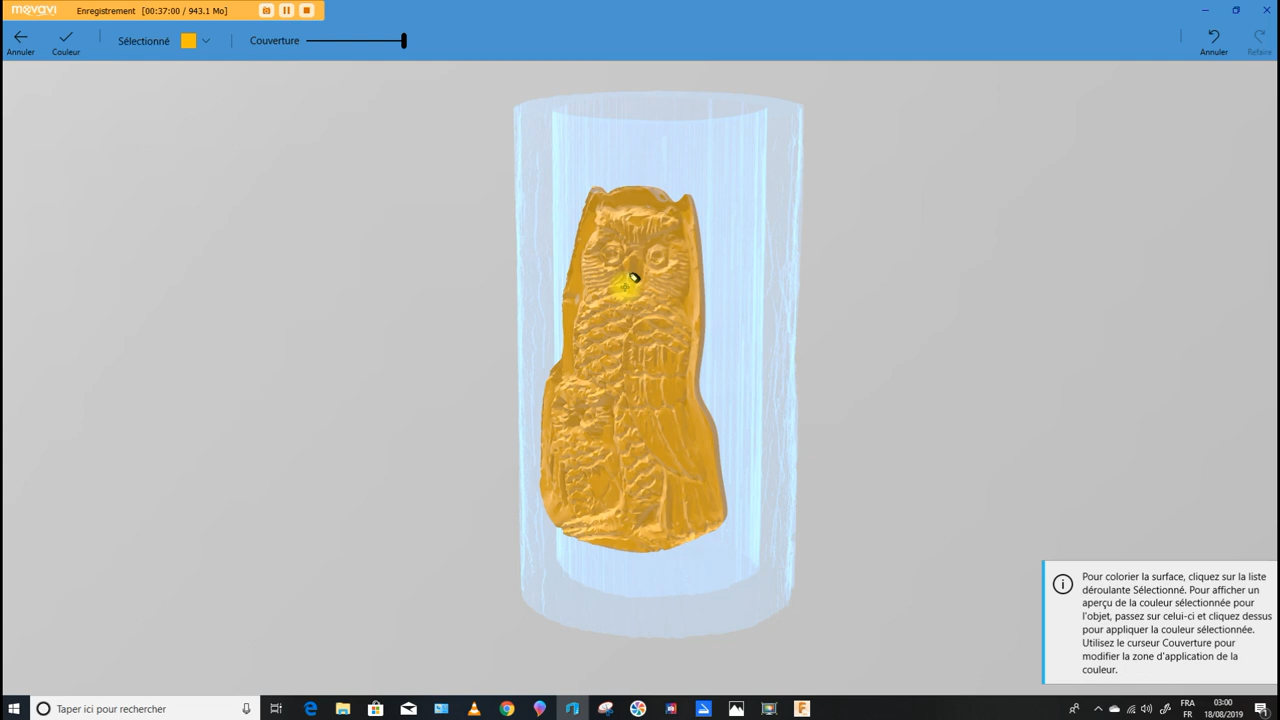 movavi Enregistrement [00:37:00 / 943.1 Mo]
Annuler Couleur Sélectionné Couverture Annuler Refaire
Pour colorier la surface, cliquez sur la liste
déroulante Sélectionné. Pour afficher un
aperçu de la couleur sélectionnée pour
l'objet, passez sur celui-ci et cliquez dessus
pour appliquer la couleur sélectionnée.
Utilisez le curseur Couverture pour
modifier la zone d'application de la
couleur.
Taper ici pour rechercher
FRA
FR
03:00
18/08/2019